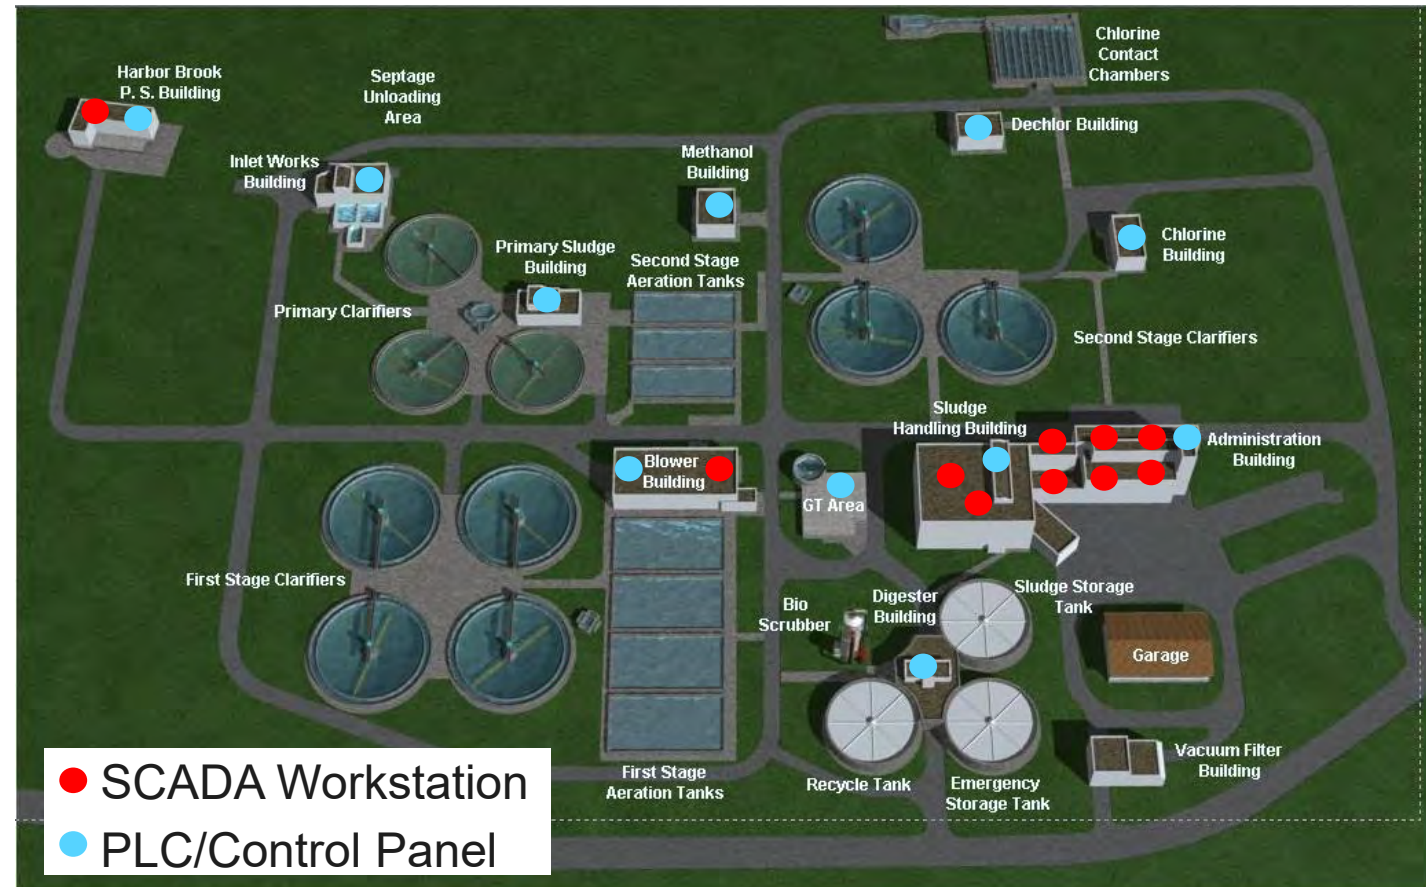 Chlorine
Contact
Chambers
Harbor Brook
P. S. Building
Septage
Unloading
Area
Dechlor Building
Inlet Works
Building
Methanol
Building
Chlorine
Building
Primary Sludge
Building
Second Stage
Aeration Tanks
Primary Clarifiers
Second Stage Clarifiers
Sludge
Handling Building
Administration
Building
Blower
Building
GT Area
First Stage Clarifiers
Sludge Storage
Tank
Digester
Building
Bio
Scrubber
Garage
Vacuum Filter
Building
First Stage
Aeration Tanks
Recycle Tank
Emergency
Storage Tank
SCADA Workstation
PLC/Control Panel